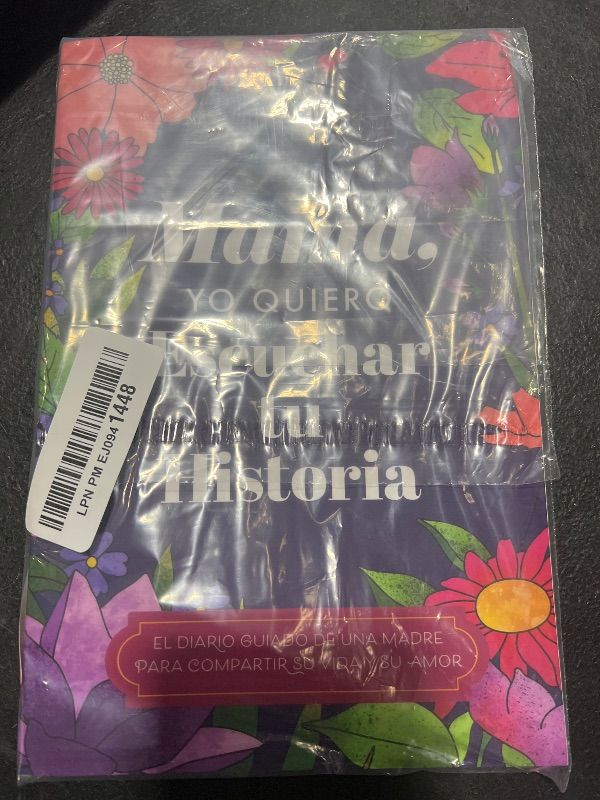 Mamá,
YO QUIERO
Escuchar
tu
Historia
LPN PM EJ0941448
EL DIARIO GUIADO DE UNA MADRE
PARA COMPARTIR SU VIDA Y SU AMOR